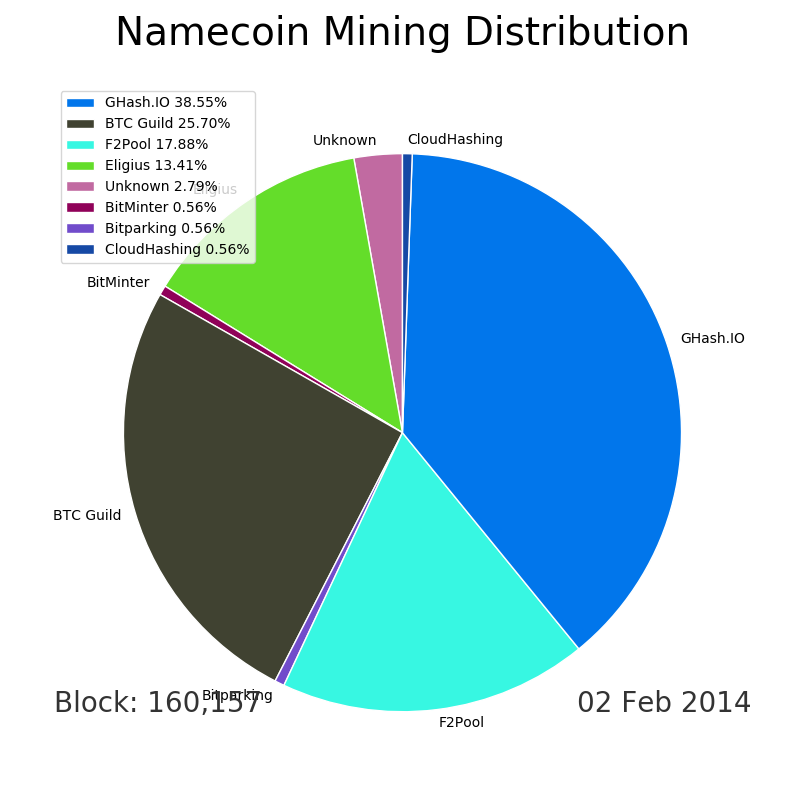 Namecoin Mining Distribution
GHash.IO 38.55%
BTC Guild 25.70%
F2Pool 17.88%
Eligius 13.41%
Unknown 2.79%
BitMinter 0.56%
Bitparking 0.56%
CloudHashing 0.56%
Unknown
CloudHashing
Eligius
BitMinter
GHash.IO
BTC Guild
Bitparking
Block: 160,157
02 Feb 2014
F2Pool